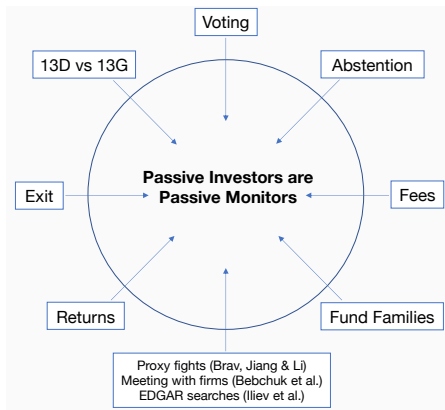 Voting
13D vs 13G
Abstention
Passive Investors are
Passive Monitors
Exit
Fees
Returns
Fund Families
Proxy fights (Brav, Jiang & Li)
Meeting with firms (Bebchuk et al.)
EDGAR searches (Iliev et al.)